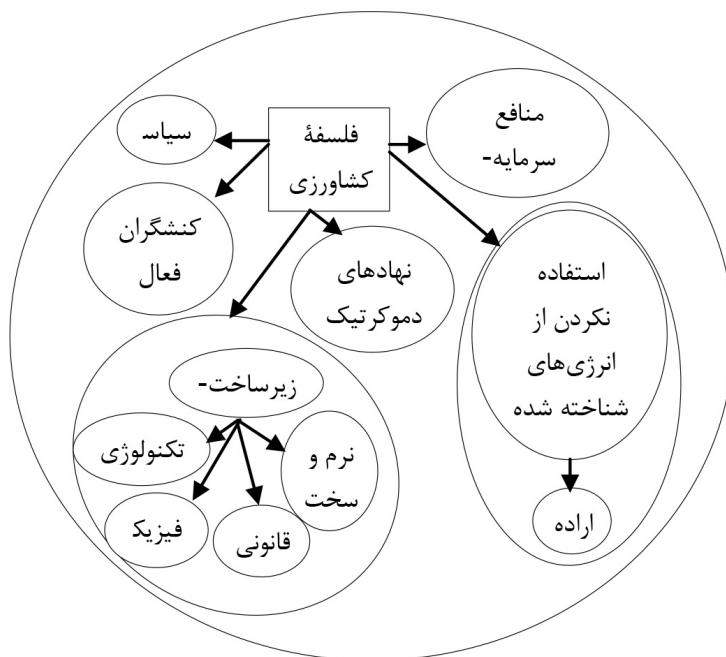 فلسفهٔ
کشاورزی
منافع
سرمایه-
سیاس
کنشگران
فعال
نهادهای
دموکرتیک
استفاده
نکردن از
انرژی‌های
شناخته شده
اراده
زیرساخت-
تکنولوژی
نرم و
سخت
فیزیک
قانونی